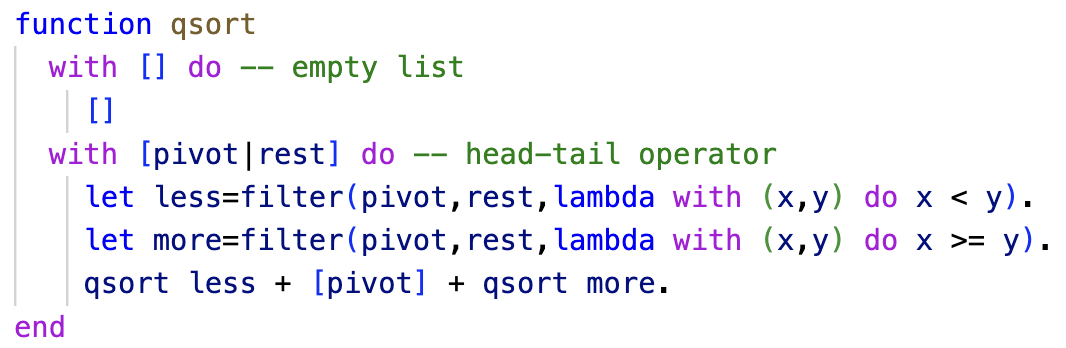 function qsort
with [] do -- empty list
[]
with [pivot|rest] do -- head-tail operator
let less=filter(pivot,rest,lambda with (x,y) do x < y).
let more=filter(pivot,rest,lambda with (x,y) do x >= y).
qsort less + [pivot] + qsort more.
end